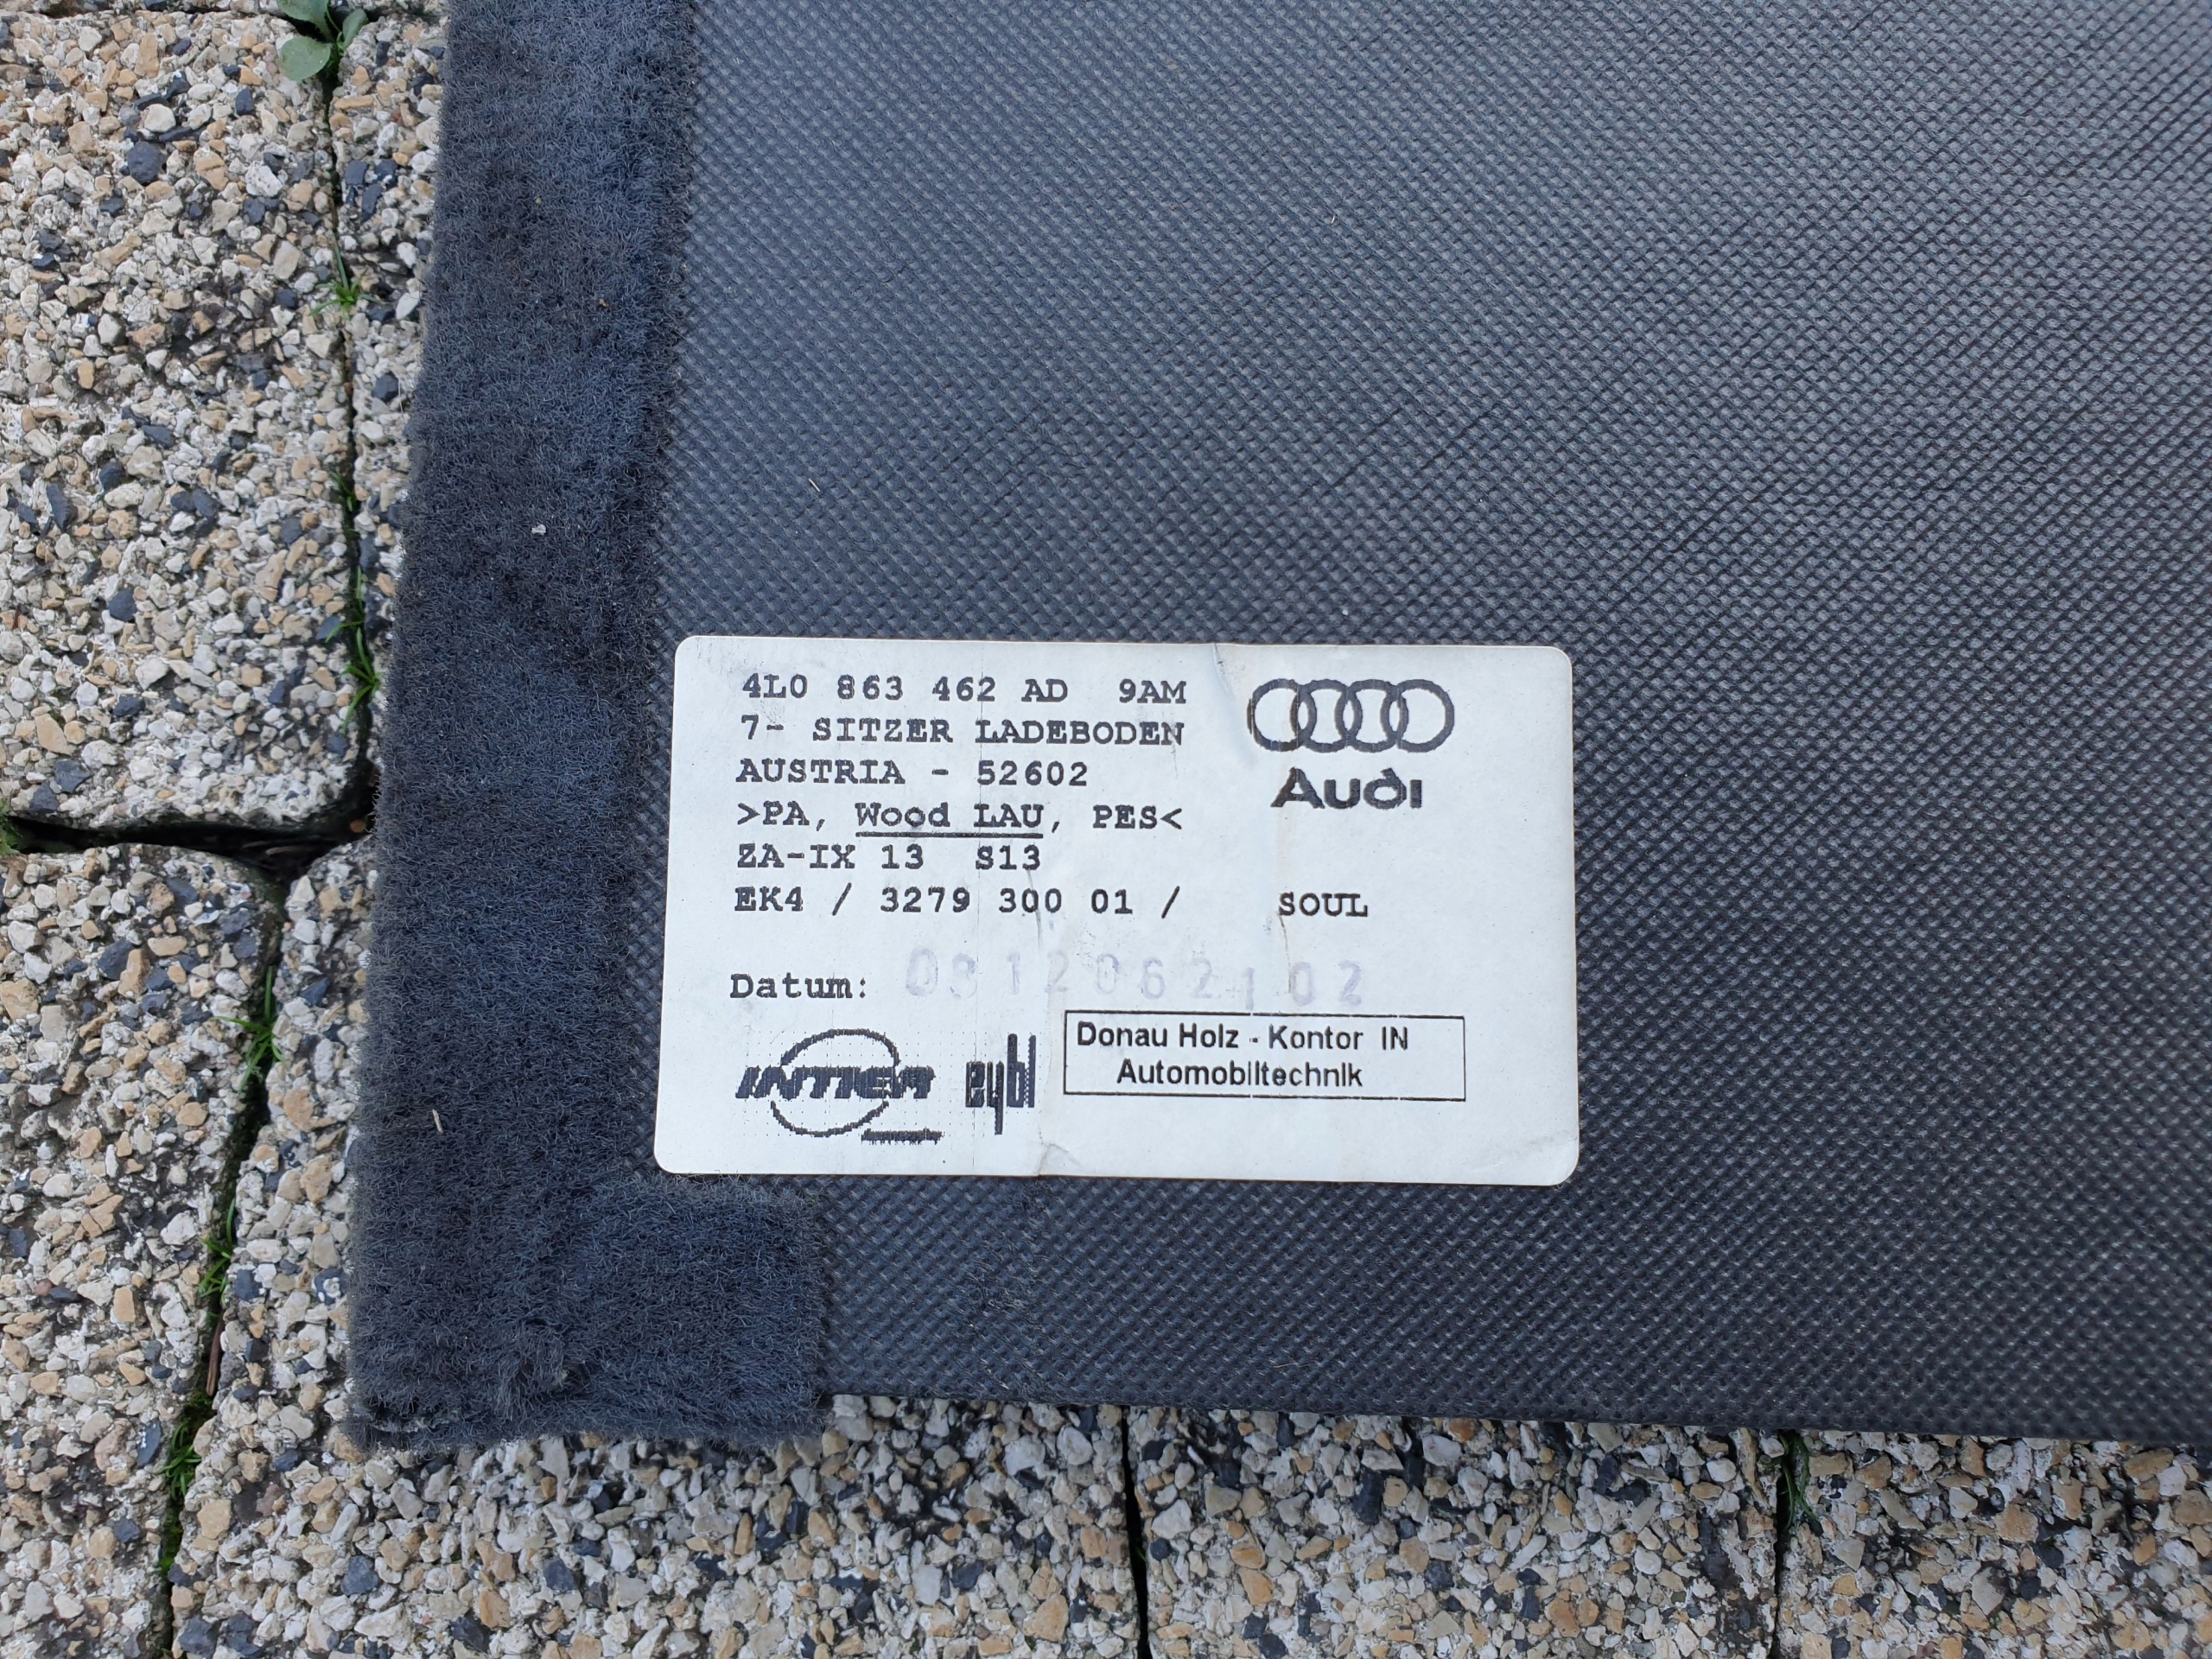 4L0 863 462 AD 9AM
7- SITZER LADEBODEN
AUSTRIA - 52602
>PA, Wood LAU, PES<
ZA-IX 13 S13
EK4 / 3279 300 01 / SOUL
Audi
Datum:
INTIER
eybl
Donau Holz - Kontor IN
Automobiltechnik